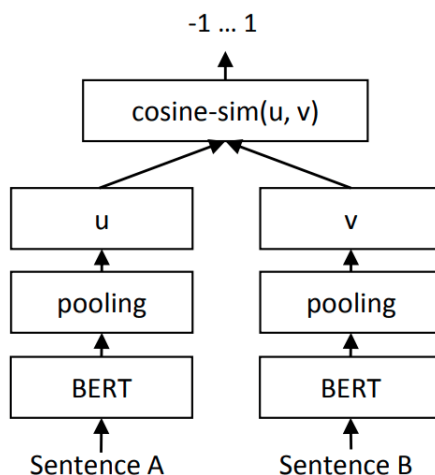 -1 … 1
cosine-sim(u, v)
u
v
pooling
pooling
BERT
BERT
Sentence A
Sentence B